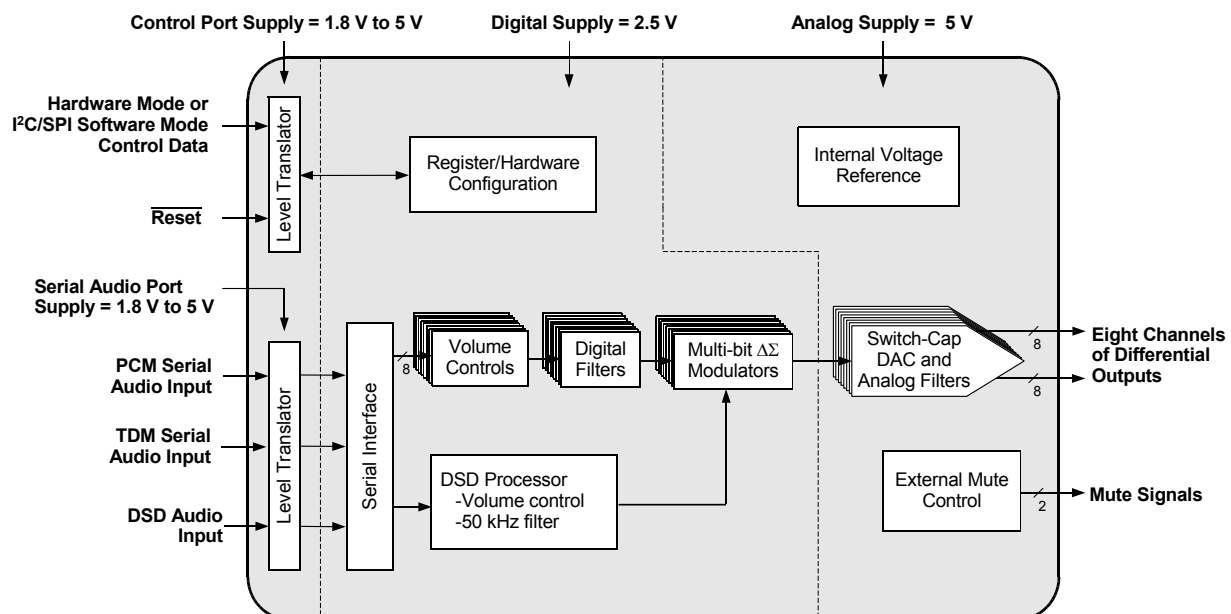 Control Port Supply = 1.8 V to 5 V
Digital Supply = 2.5 V
Analog Supply = 5 V
Hardware Mode or
I²C/SPI Software Mode
Control Data
Reset
Level Translator
Register/Hardware
Configuration
Internal Voltage
Reference
Serial Audio Port
Supply = 1.8 V to 5 V
PCM Serial
Audio Input
TDM Serial
Audio Input
DSD Audio
Input
Level Translator
Serial Interface
8
Volume
Controls
Digital
Filters
Multi-bit ΔΣ
Modulators
Switch-Cap
DAC and
Analog Filters
8
8
Eight Channels
of Differential
Outputs
DSD Processor
-Volume control
-50 kHz filter
External Mute
Control
2
Mute Signals